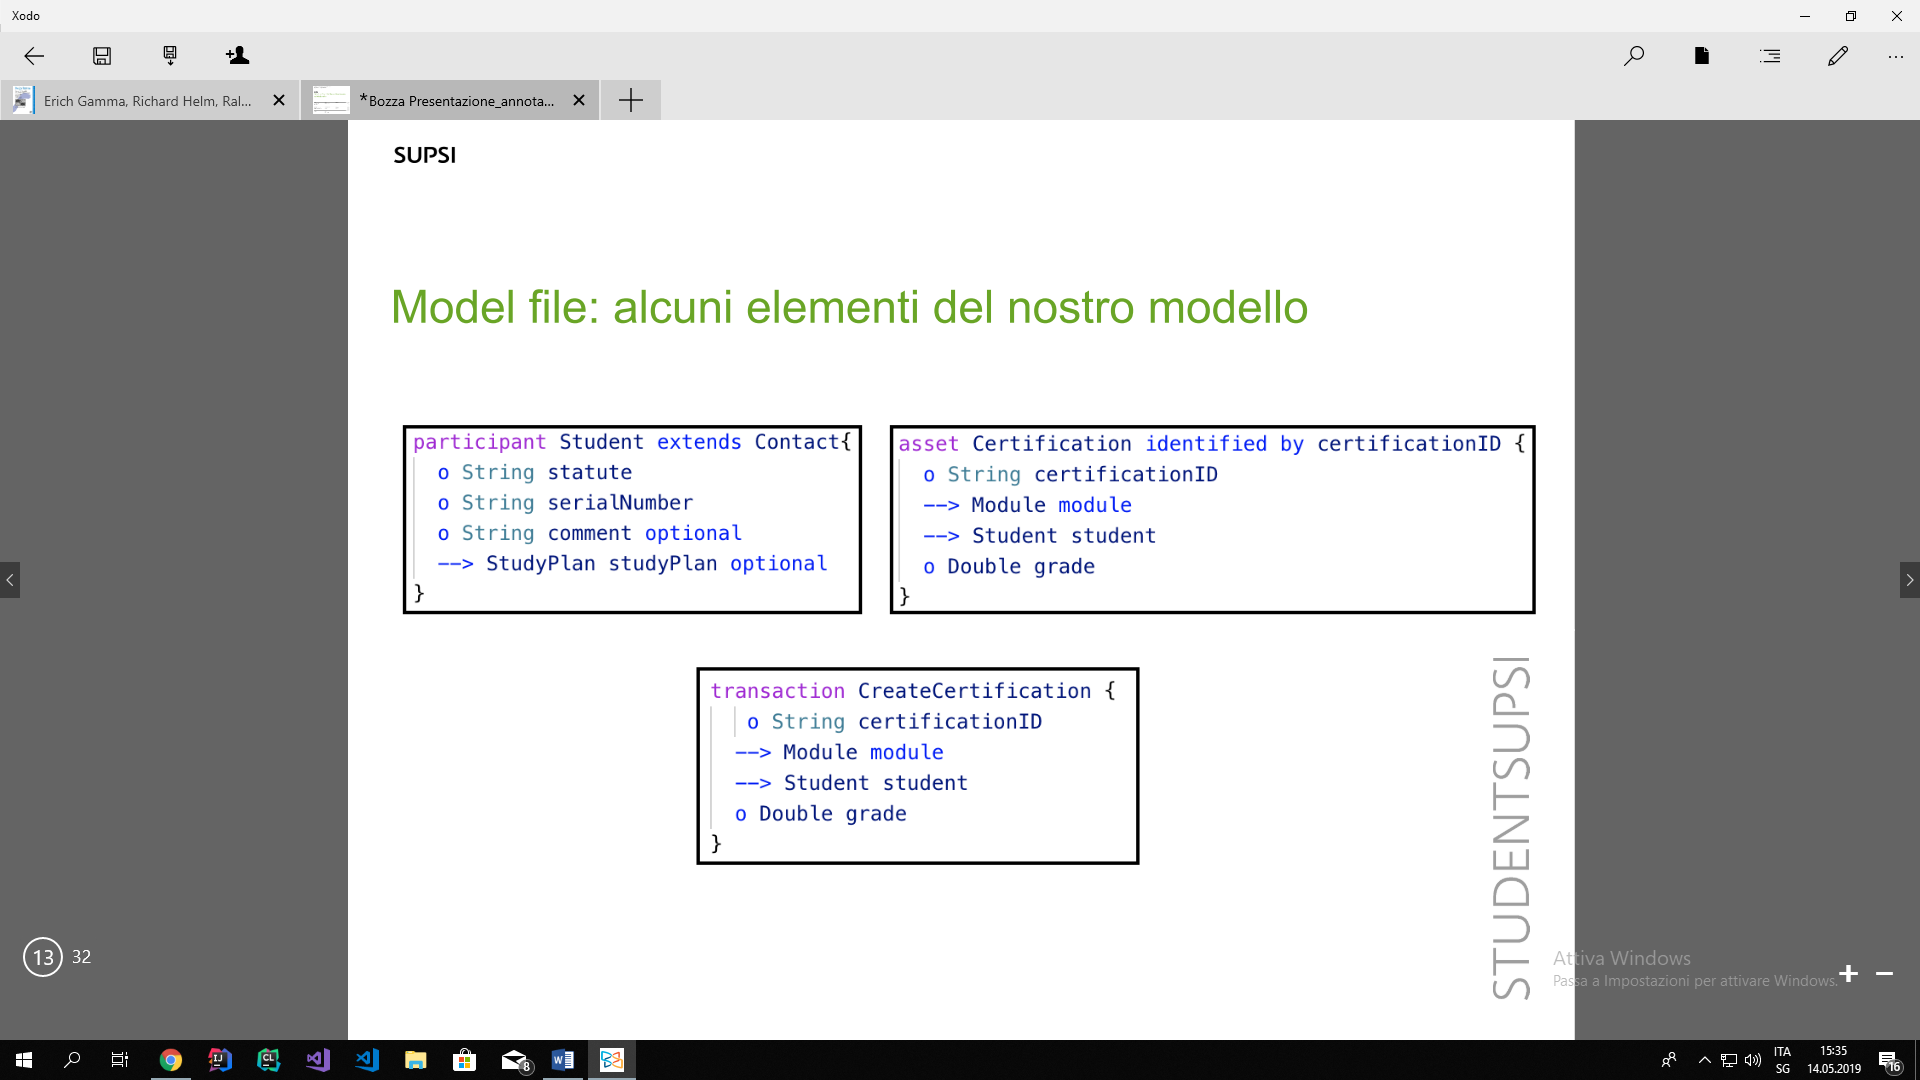 Xodo
Erich Gamma, Richard Helm, Ral...
*Bozza Presentazione_annota...
SUPSI
Model file: alcuni elementi del nostro modello
participant Student extends Contact{
o String statute
o String serialNumber
o String comment optional
--> StudyPlan studyPlan optional
}
asset Certification identified by certificationID {
o String certificationID
--> Module module
--> Student student
o Double grade
}
transaction CreateCertification {
o String certificationID
--> Module module
--> Student student
o Double grade
}
STUDENTSUPSI
13 32
Attiva Windows
Passa a Impostazioni per attivare Windows.
8
ITA
SG
15:35
14.05.2019
16